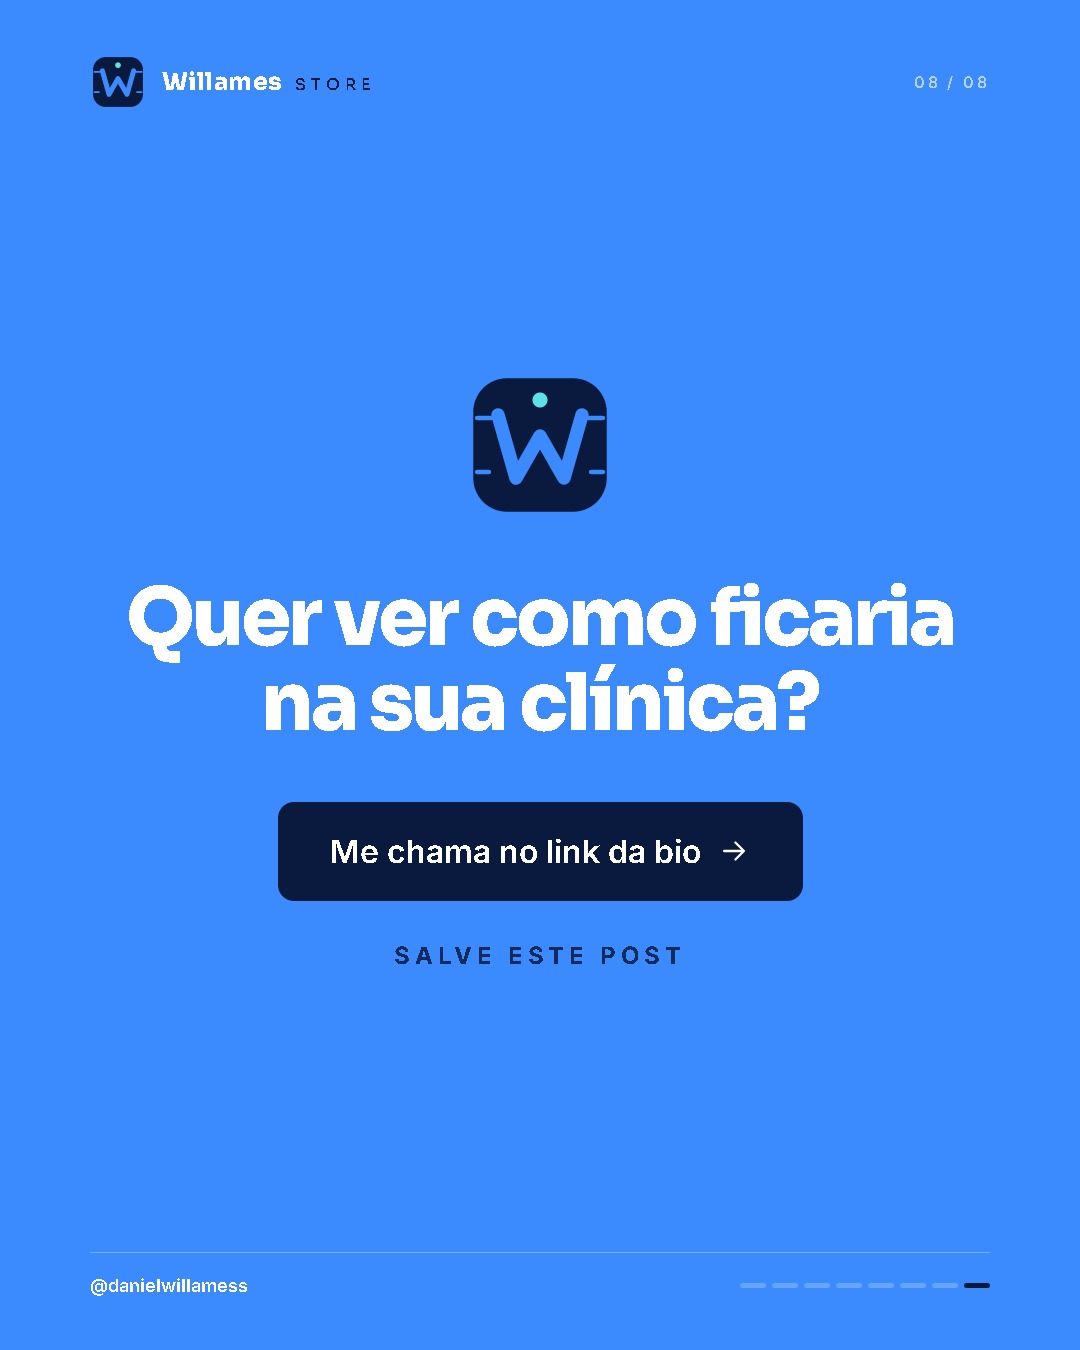 W Willames STORE
08 / 08
W
Quer ver como ficaria
na sua clínica?
Me chama no link da bio →
SALVE ESTE POST
@danielwillamess